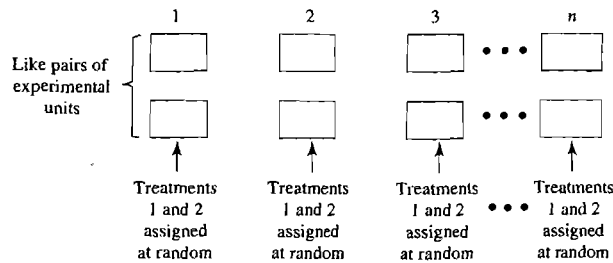 1 2 3 n
Like pairs of
experimental
units
Treatments Treatments Treatments Treatments
1 and 2 1 and 2 1 and 2 1 and 2
assigned assigned assigned assigned
at random at random at random at random